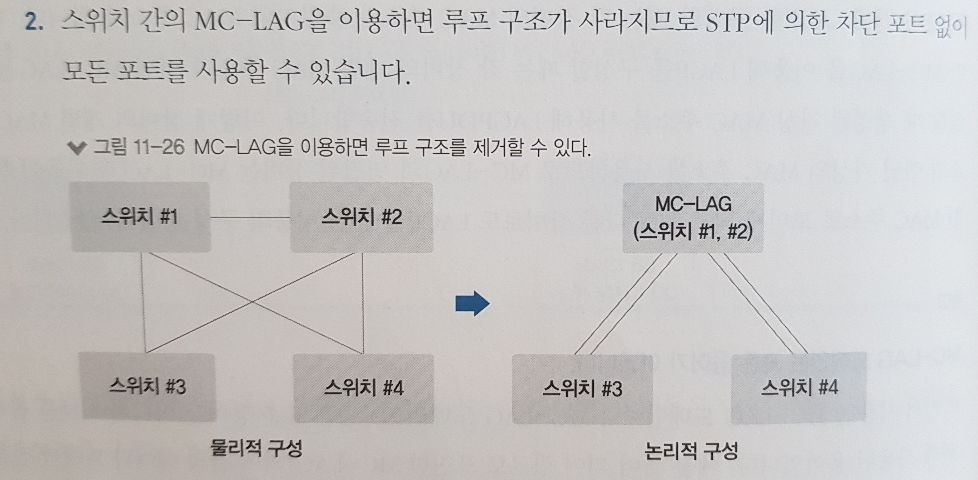 2. 스위치 간의 MC-LAG을 이용하면 루프 구조가 사라지므로 STP에 의한 차단 포트 없이
모든 포트를 사용할 수 있습니다.
그림 11-26 MC-LAG을 이용하면 루프 구조를 제거할 수 있다.
스위치 #1
스위치 #2
스위치 #3
스위치 #4
물리적 구성
MC-LAG
(스위치 #1, #2)
스위치 #3
스위치 #4
논리적 구성